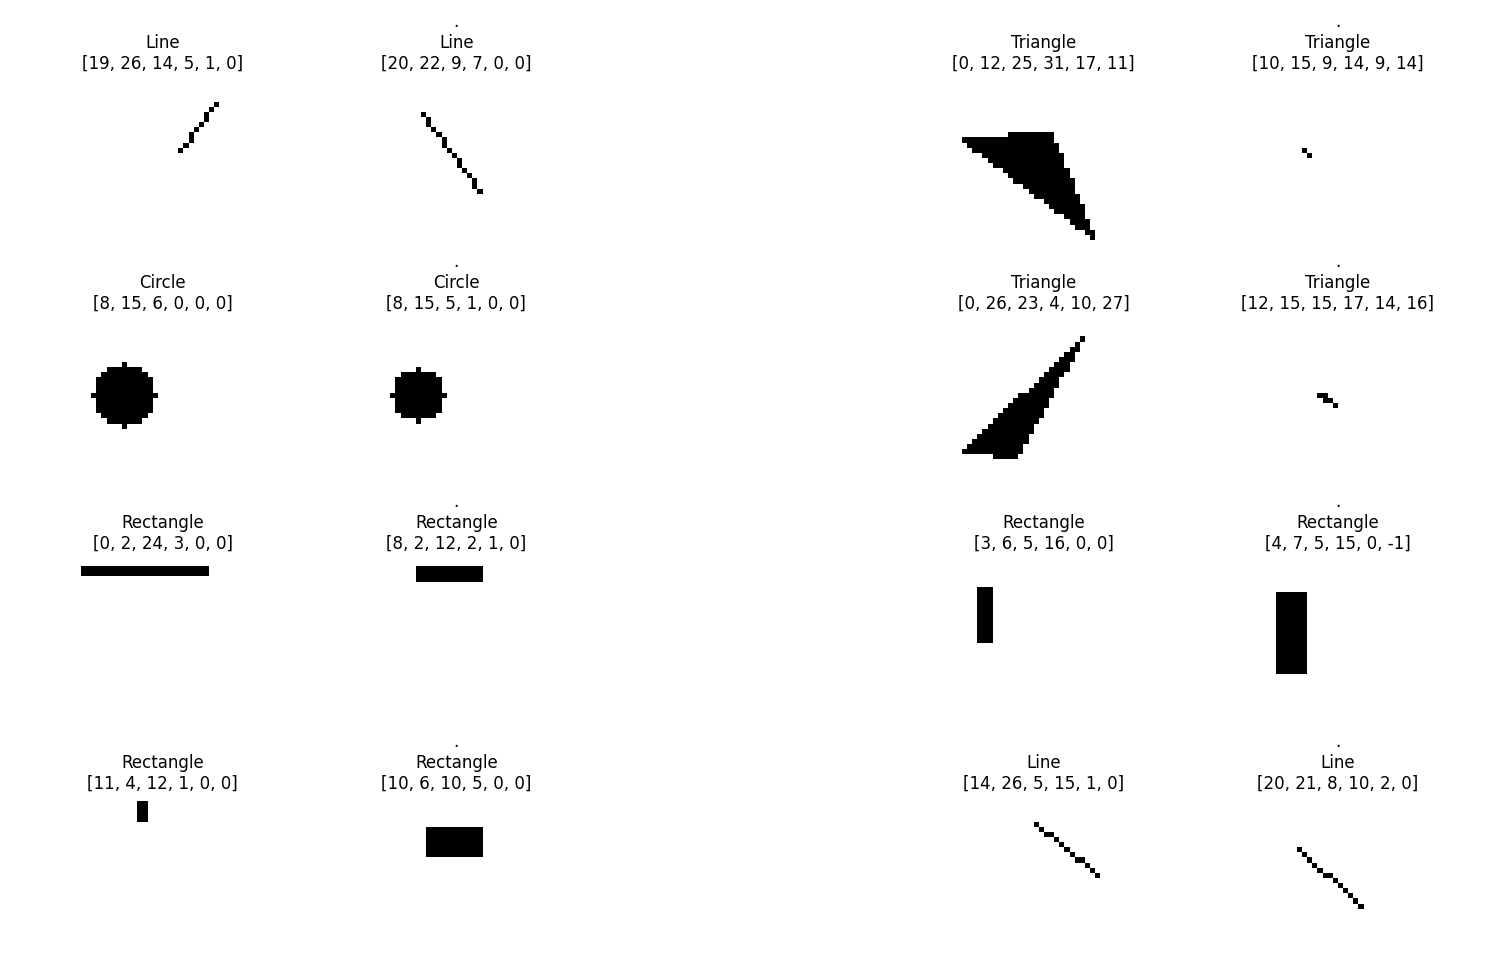 Line
[19, 26, 14, 5, 1, 0]
.
Line
[20, 22, 9, 7, 0, 0]
Triangle
[0, 12, 25, 31, 17, 11]
.
Triangle
[10, 15, 9, 14, 9, 14]
Circle
[8, 15, 6, 0, 0, 0]
.
Circle
[8, 15, 5, 1, 0, 0]
Triangle
[0, 26, 23, 4, 10, 27]
.
Triangle
[12, 15, 15, 17, 14, 16]
Rectangle
[0, 2, 24, 3, 0, 0]
.
Rectangle
[8, 2, 12, 2, 1, 0]
Rectangle
[3, 6, 5, 16, 0, 0]
.
Rectangle
[4, 7, 5, 15, 0, -1]
Rectangle
[11, 4, 12, 1, 0, 0]
.
Rectangle
[10, 6, 10, 5, 0, 0]
Line
[14, 26, 5, 15, 1, 0]
.
Line
[20, 21, 8, 10, 2, 0]